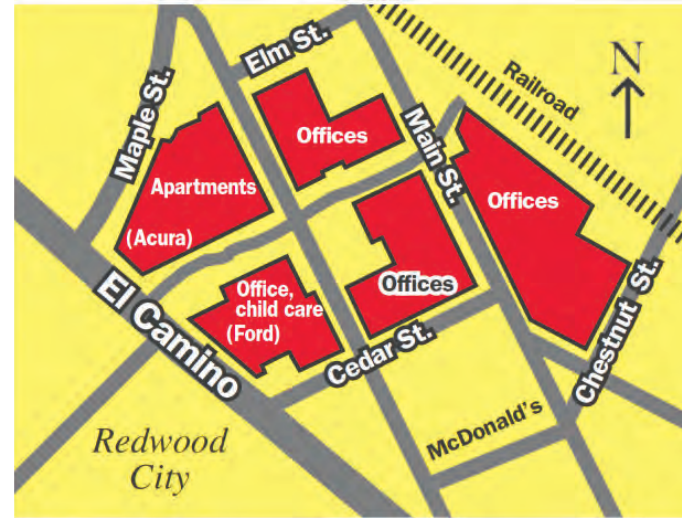 Elm St.
Maple St.
N
Railroad
Offices
Main St.
Apartments
(Acura)
Offices
Office,
child care
(Ford)
Offices
El Camino
Cedar St.
Chestnut St.
McDonald's
Redwood
City